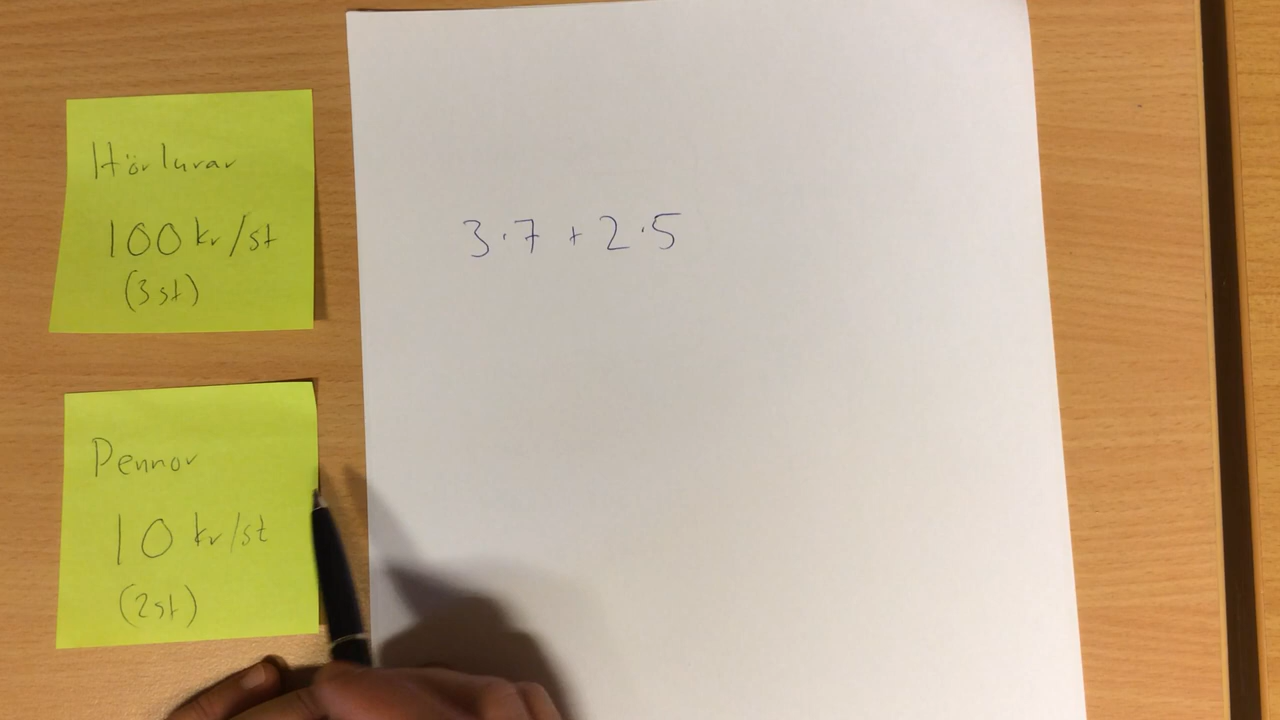 Hörlurar
100 kr/st
(3st)
3·7 + 2·5
Pennor
10 kr/st
(2st)